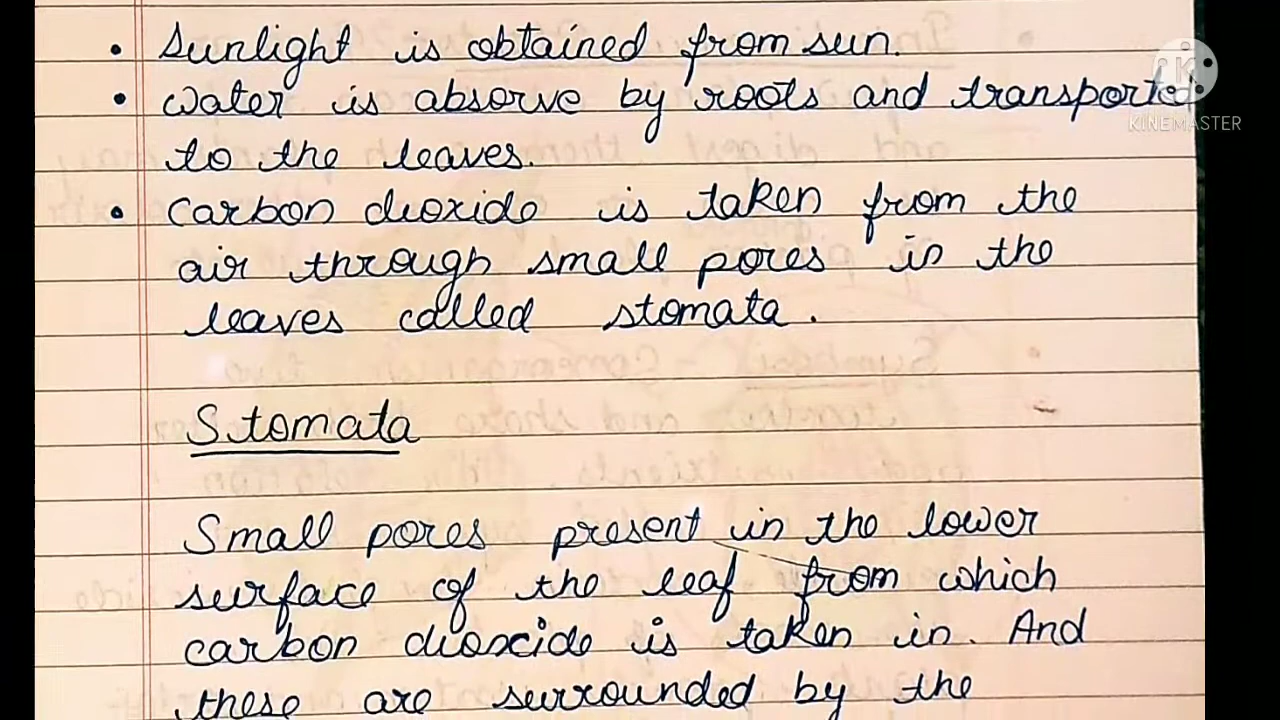 • Sunlight is obtained from sun.
• water is absorve by roots and transported
to the leaves.
• Carbon dioxide is taken from the
air through small pores in the
leaves called stomata.
Stomata
Small pores present in the lower
surface of the leaf from which
carbon dioxide is taken in. And
these are surrounded by the
KINEMASTER